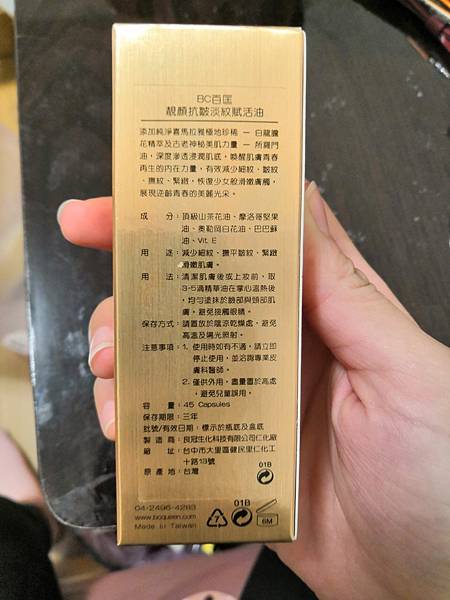 BC百匡
靚顏抗皺淡紋賦活油
添加純淨喜馬拉雅極地珍稀 — 白龍膽
花精萃及古老神秘美肌力量 — 所羅門
油，深度滲透浸潤肌底，喚醒肌膚青春
再生的內在力量，有效減少細紋、皺紋
、撫紋、緊緻，恢復少女般滑嫩膚觸，
展現逆齡青春的美麗光采。
成　　分：頂級山茶花油、摩洛哥堅果
油、奧勒岡白花油、巴巴蘇
油、Vit E
用　　途：減少細紋、撫平皺紋、緊緻
滑嫩肌膚。
用　　法：清潔肌膚後或上妝前，取
3-5滴精華油在掌心溫熱後
，均勻塗抹於臉部與頸部肌
膚，避免接觸眼睛。
保存方式：請置放於陰涼乾燥處，避免
高溫及陽光照射。
注意事項：1. 使用時如有不適，請立即
停止使用，並洽詢專業皮
膚科醫師。
2. 僅供外用，盡量置於高處
，避免兒童誤用。
容　　量：45 Capsules
保存期限：三年
批號/有效日期：標示於瓶底及盒底
製 造 商：良冠生化科技有限公司仁化廠
廠　　址：台中市大里區健民里仁化工
十路19號
原 產 地：台灣
01B
04-2496-4283
www.bcqueen.com
Made in Taiwan
7
01B
6M